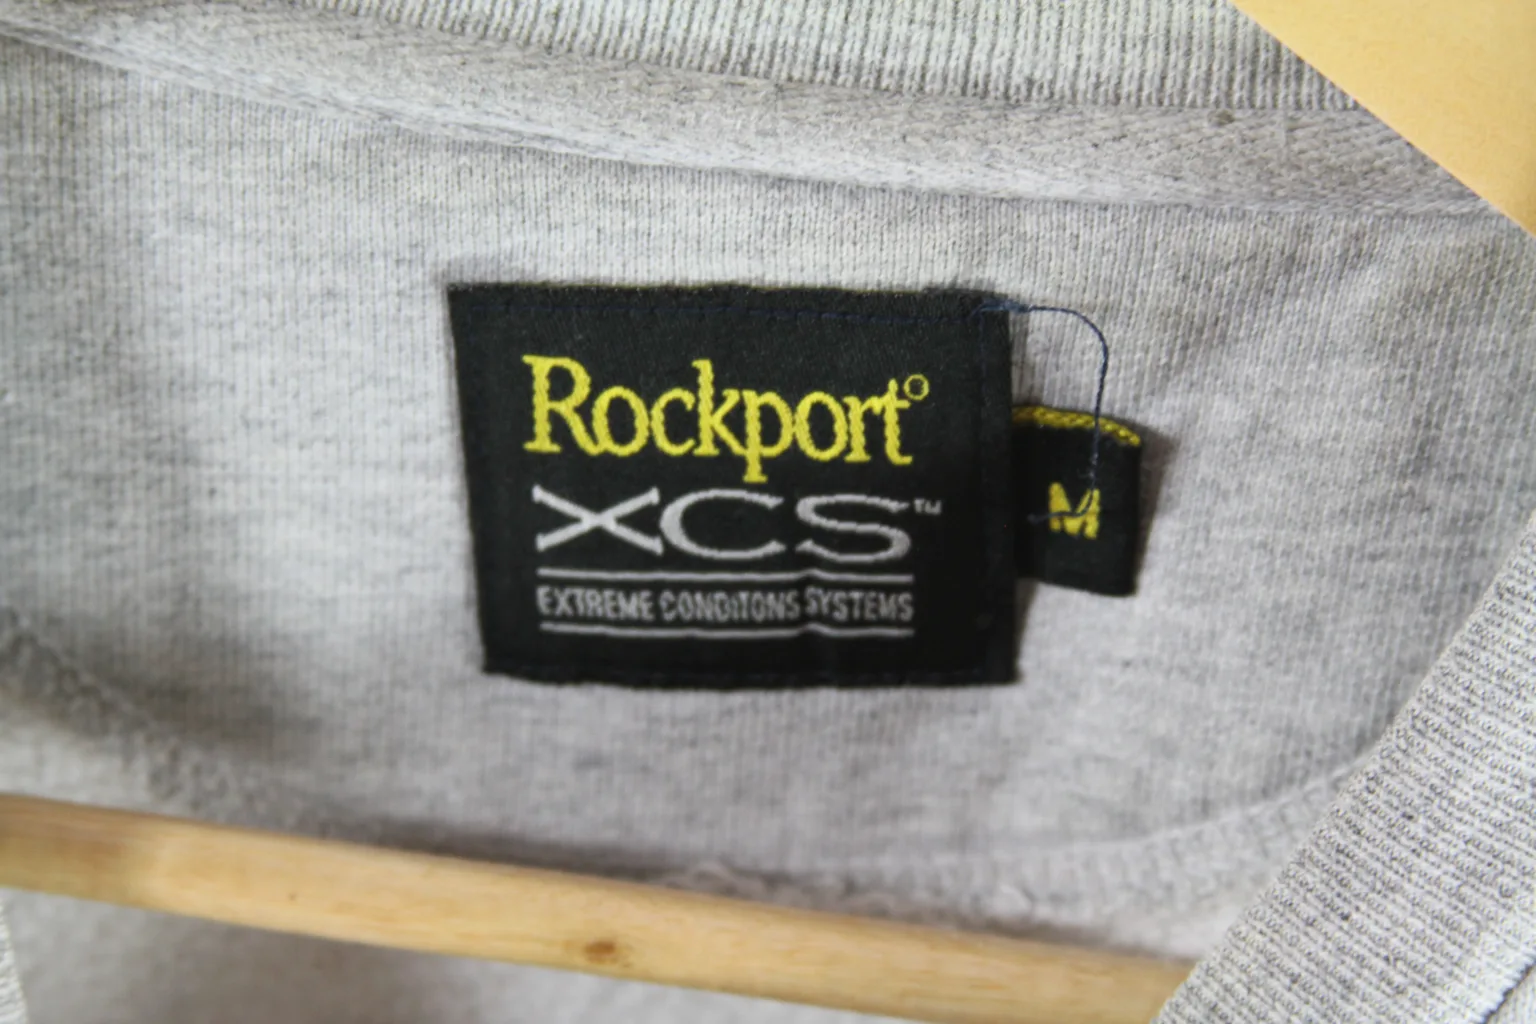 Rockport®
XCS™
EXTREME CONDITONS SYSTEMS
M